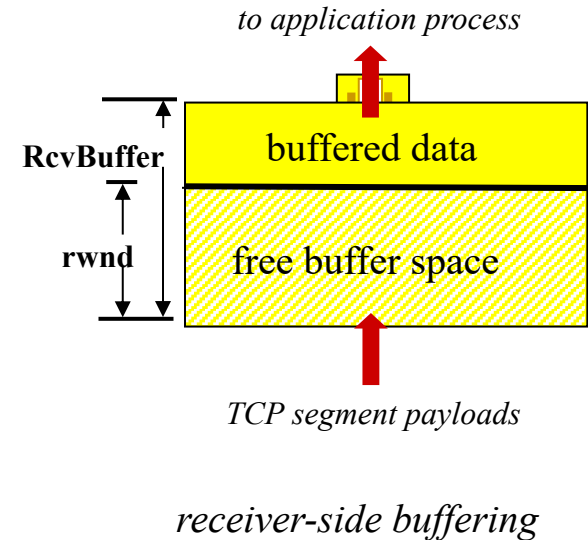 to application process
buffered data
RcvBuffer
rwnd
free buffer space
TCP segment payloads
receiver-side buffering